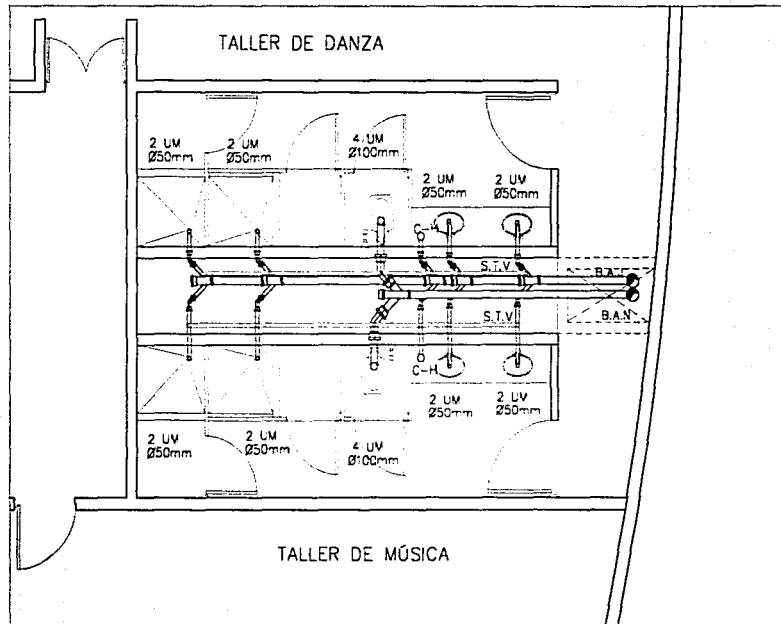 TALLER DE DANZA
2 UM
Ø50mm
2 UM
Ø50mm
4 UM
Ø100mm
2 UM
Ø50mm
2 UM
Ø50mm
C-H
S.T.V
B.A.J
S.T.V
B.A.N
C-H
2 UM
Ø50mm
2 UM
Ø50mm
2 UM
Ø50mm
2 UM
Ø50mm
4 UM
Ø100mm
TALLER DE MÚSICA